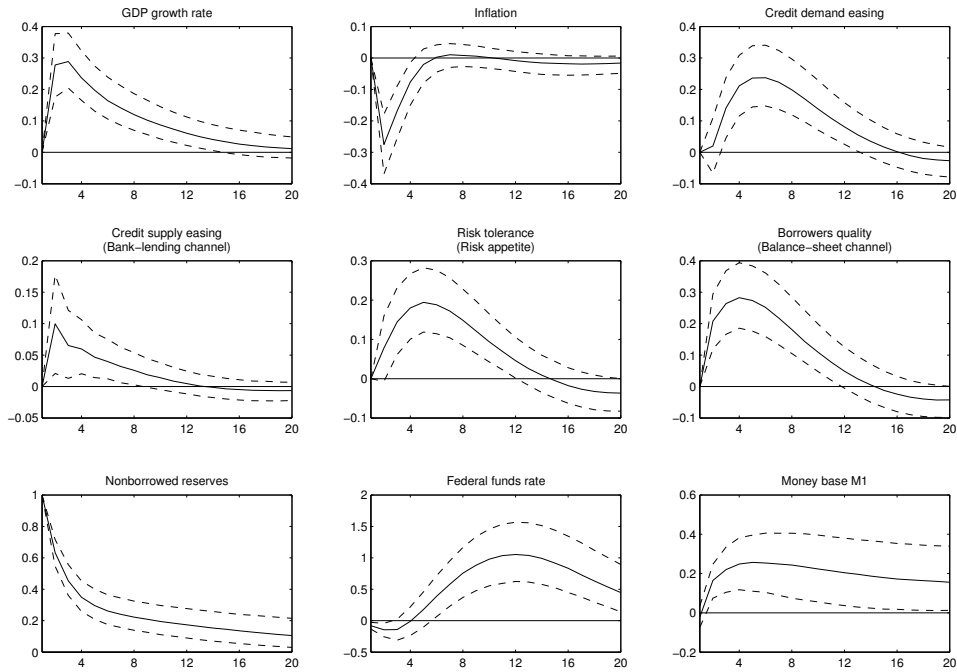 GDP growth rate
0.4
0.3
0.2
0.1
0
−0.1
4 8 12 16 20
Inflation
0.1
0
−0.1
−0.2
−0.3
−0.4
4 8 12 16 20
Credit demand easing
0.4
0.3
0.2
0.1
0
−0.1
4 8 12 16 20
Credit supply easing
(Bank−lending channel)
0.2
0.15
0.1
0.05
0
−0.05
4 8 12 16 20
Risk tolerance
(Risk appetite)
0.3
0.2
0.1
0
−0.1
4 8 12 16 20
Borrowers quality
(Balance−sheet channel)
0.4
0.3
0.2
0.1
0
−0.1
4 8 12 16 20
Nonborrowed reserves
1
0.8
0.6
0.4
0.2
0
4 8 12 16 20
Federal funds rate
2
1.5
1
0.5
0
−0.5
4 8 12 16 20
Money base M1
0.6
0.4
0.2
0
−0.2
4 8 12 16 20